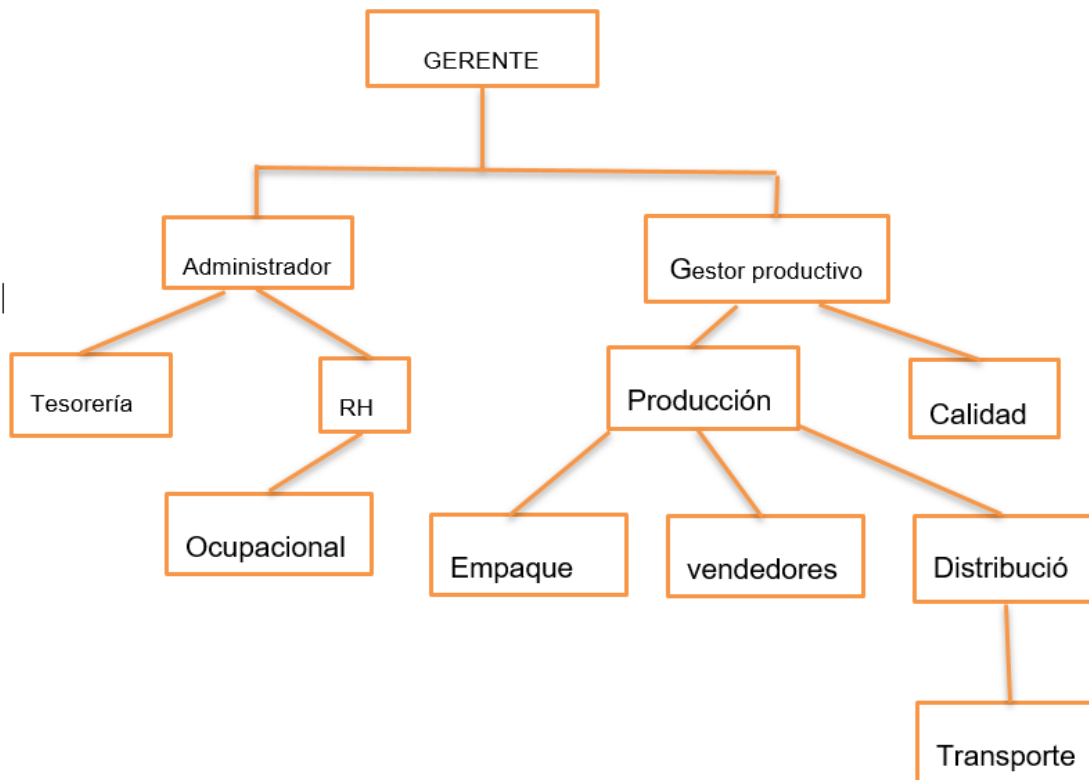 GERENTE
Administrador
Gestor productivo
Tesorería
RH
Producción
Calidad
Ocupacional
Empaque
vendedores
Distribució
Transporte